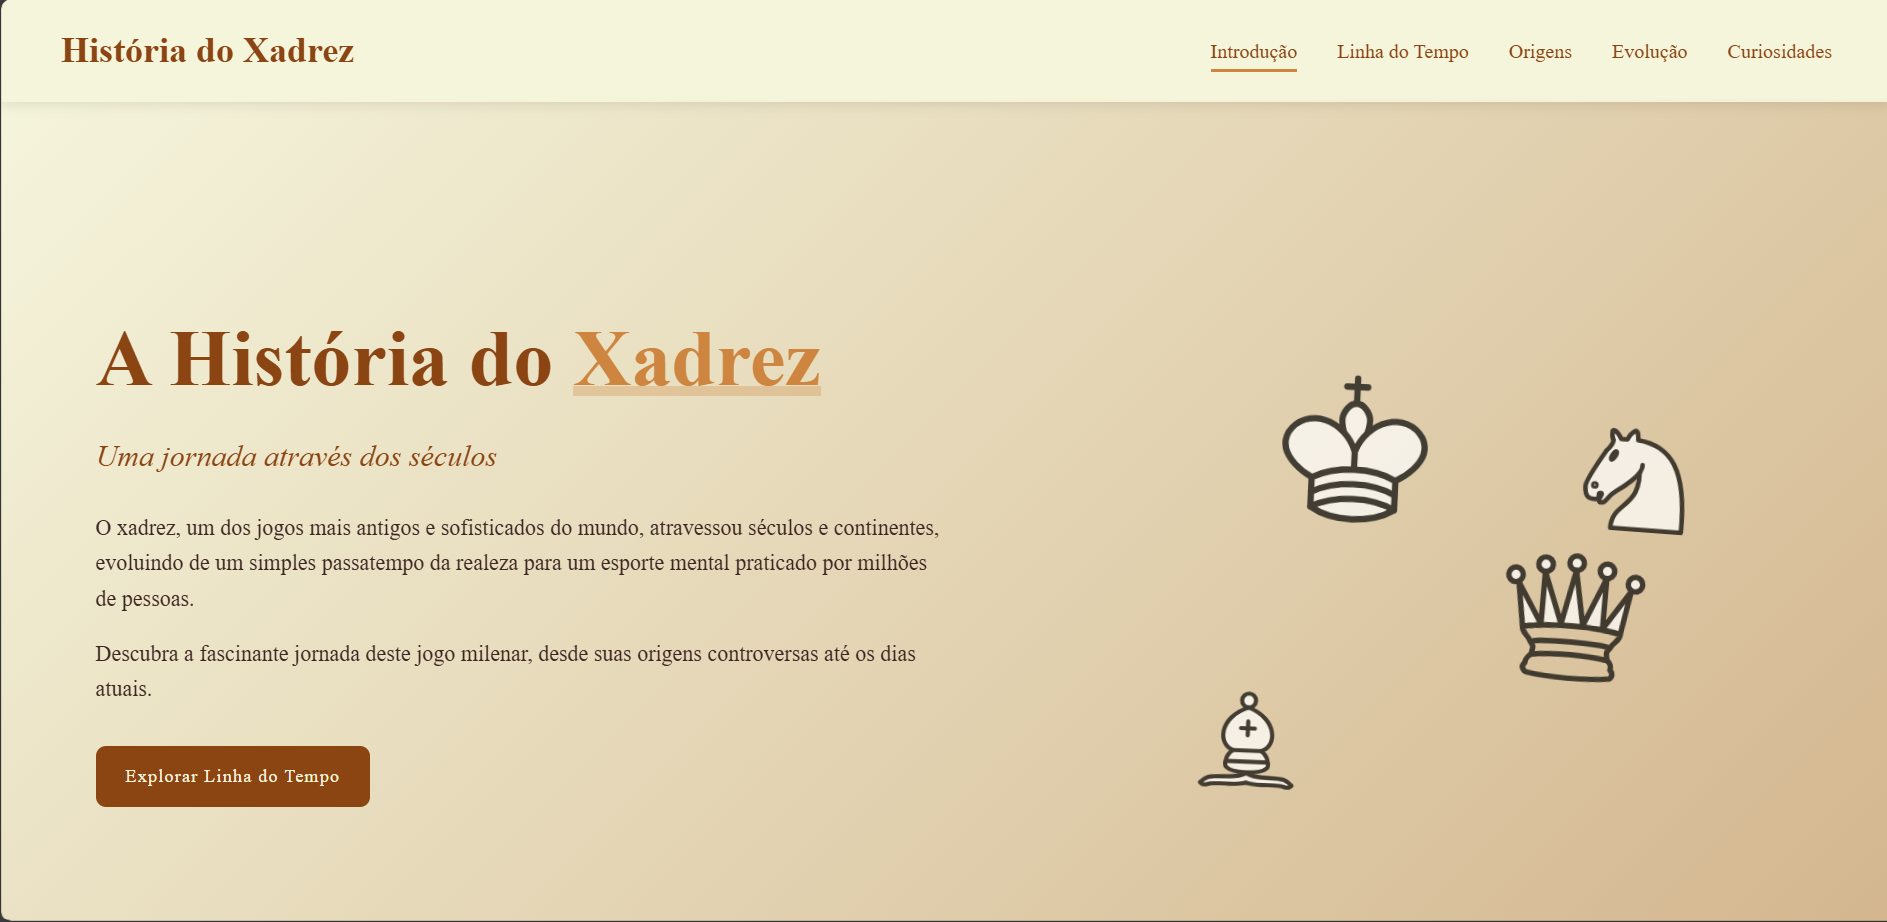 História do Xadrez
Introdução
Linha do Tempo
Origens
Evolução
Curiosidades
A História do Xadrez
Uma jornada através dos séculos
O xadrez, um dos jogos mais antigos e sofisticados do mundo, atravessou séculos e continentes,
evoluindo de um simples passatempo da realeza para um esporte mental praticado por milhões
de pessoas.
Descubra a fascinante jornada deste jogo milenar, desde suas origens controversas até os dias
atuais.
Explorar Linha do Tempo